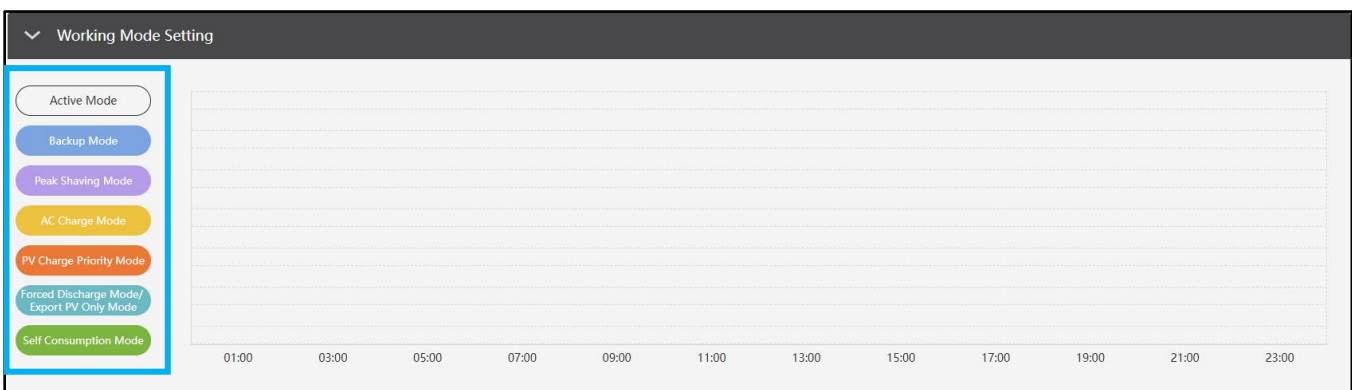 Working Mode Setting
Active Mode
Backup Mode
Peak Shaving Mode
AC Charge Mode
PV Charge Priority Mode
Forced Discharge Mode/
Export PV Only Mode
Self Consumption Mode
01:00 03:00 05:00 07:00 09:00 11:00 13:00 15:00 17:00 19:00 21:00 23:00